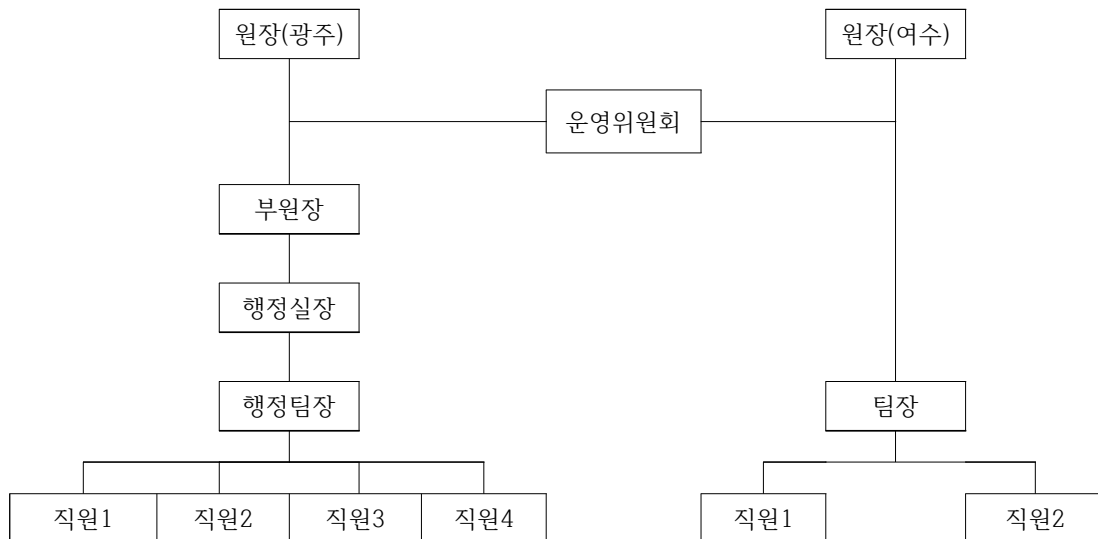 원장(광주)
원장(여수)
운영위원회
부원장
행정실장
행정팀장
팀장
직원1
직원2
직원3
직원4
직원1
직원2